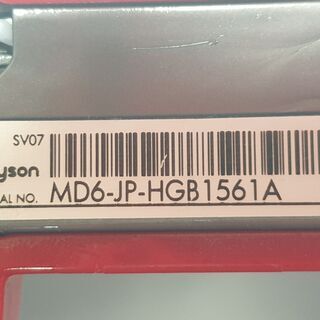 SV07
yson
AL NO. MD6-JP-HGB1561A